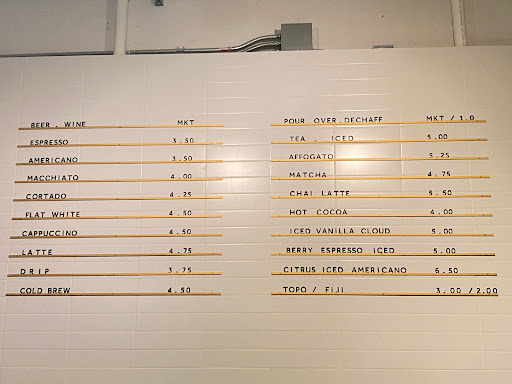 BEER . WINE MKT
ESPRESSO 3.50
AMERICANO 3.50
MACCHIATO 4.00
CORTADO 4.25
FLAT WHITE 4.50
CAPPUCCINO 4.50
LATTE 4.75
DRIP 3.75
COLD BREW 4.50
POUR OVER.DECHAFF MKT / 1.0
TEA . ICED 5.00
AFFOGATO 5.25
MATCHA 4.75
CHAI LATTE 5.50
HOT COCOA 4.00
ICED VANILLA CLOUD 5.00
BERRY ESPRESSO ICED 5.00
CITRUS ICED AMERICANO 6.50
TOPO / FIJI 3.00 / 2.00